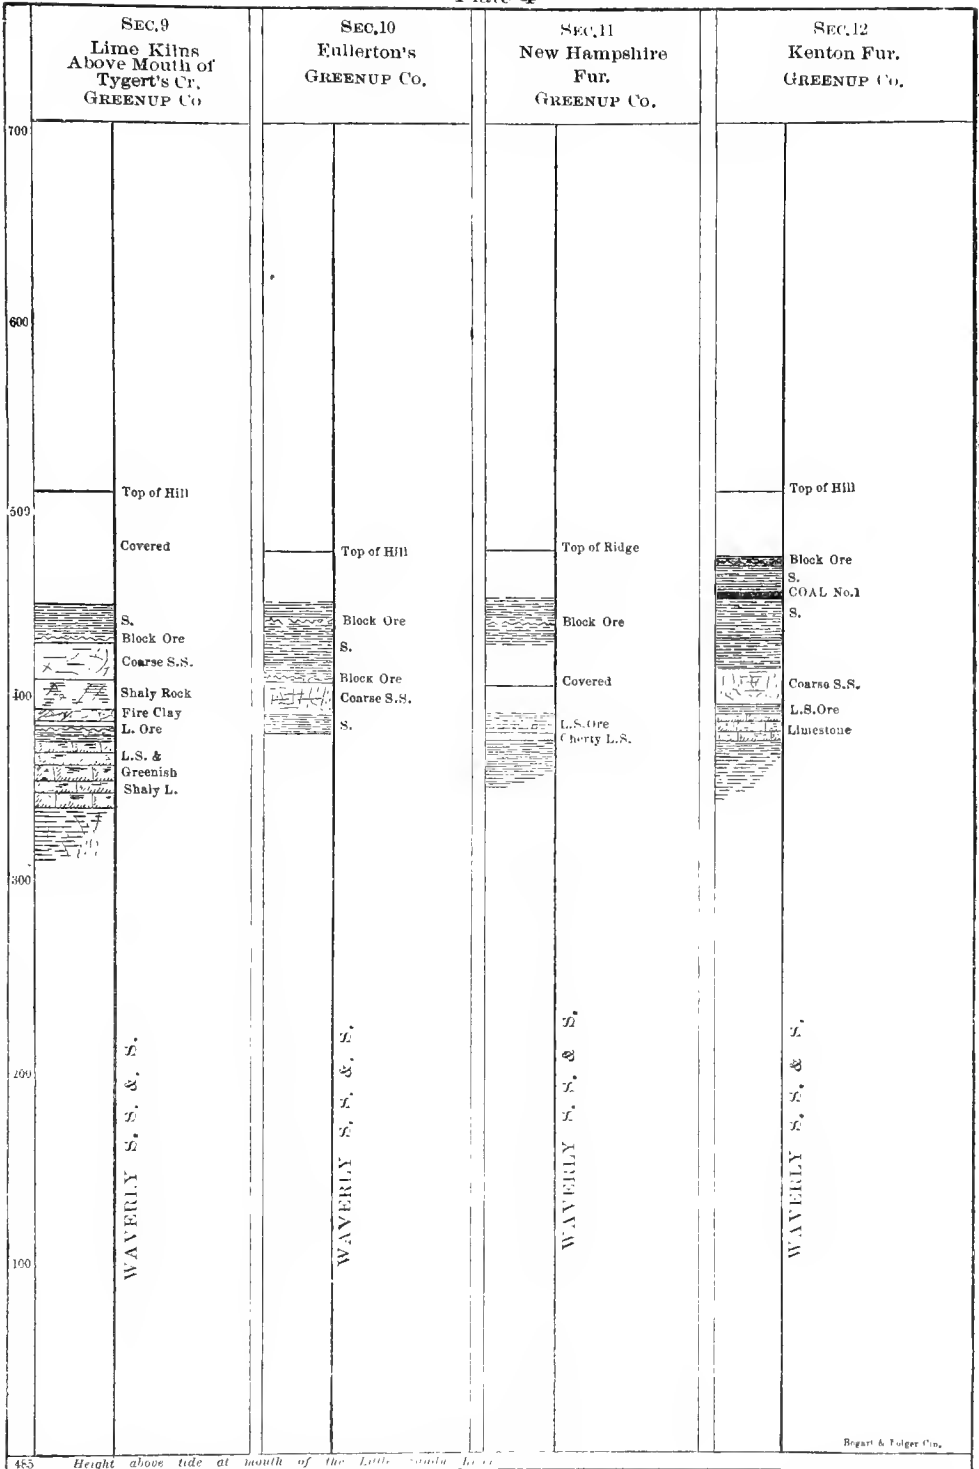 Plate 4
SEC. 9
Lime Kilns
Above Mouth of
Tygert's Cr.
GREENUP Co
SEC. 10
Fullerton's
GREENUP Co.
SEC. 11
New Hampshire
Fur.
GREENUP Co.
SEC. 12
Kenton Fur.
GREENUP Co.
700
600
500
400
300
200
100
Top of Hill
Covered
S.
Block Ore
Coarse S.S.
Shaly Rock
Fire Clay
L. Ore
L.S. &
Greenish
Shaly L.
WAVERLY S. S. &. S.
Top of Hill
Block Ore
S.
Block Ore
Coarse S.S.
S.
WAVERLY S. S. &. S.
Top of Ridge
Block Ore
Covered
L.S. Ore
Cherty L.S.
WAVERLY S. S. & S.
Top of Hill
Block Ore
S.
COAL No.1
S.
Coarse S.S.
L.S. Ore
Limestone
WAVERLY S. S. & S.
Bogart & Folger Cin.
485 Height above tide at mouth of the Little Sandy